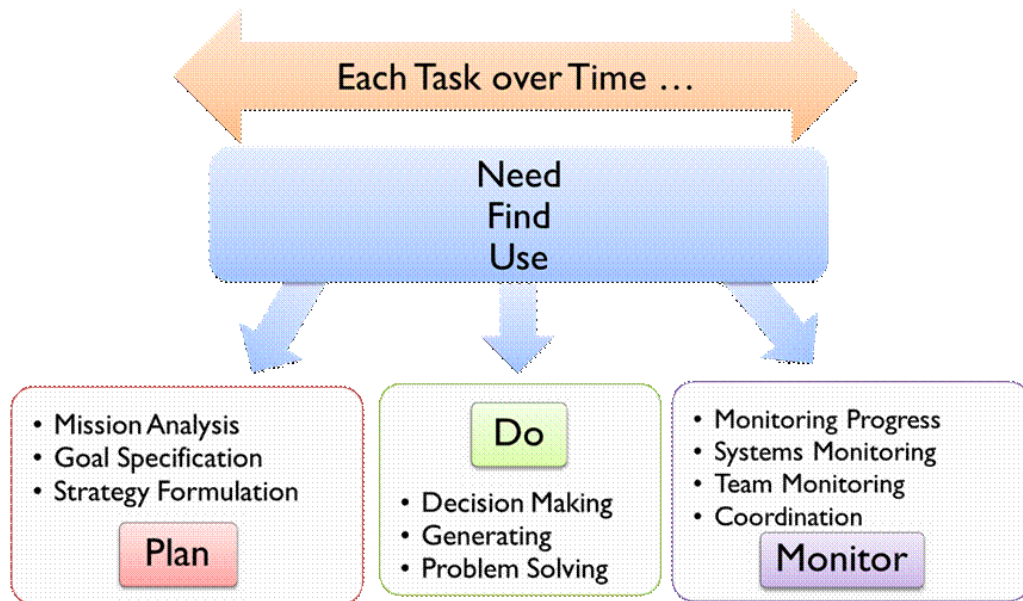 Each Task over Time …
Need
Find
Use
• Mission Analysis
• Goal Specification
• Strategy Formulation
Plan
Do
• Decision Making
• Generating
• Problem Solving
• Monitoring Progress
• Systems Monitoring
• Team Monitoring
• Coordination
Monitor